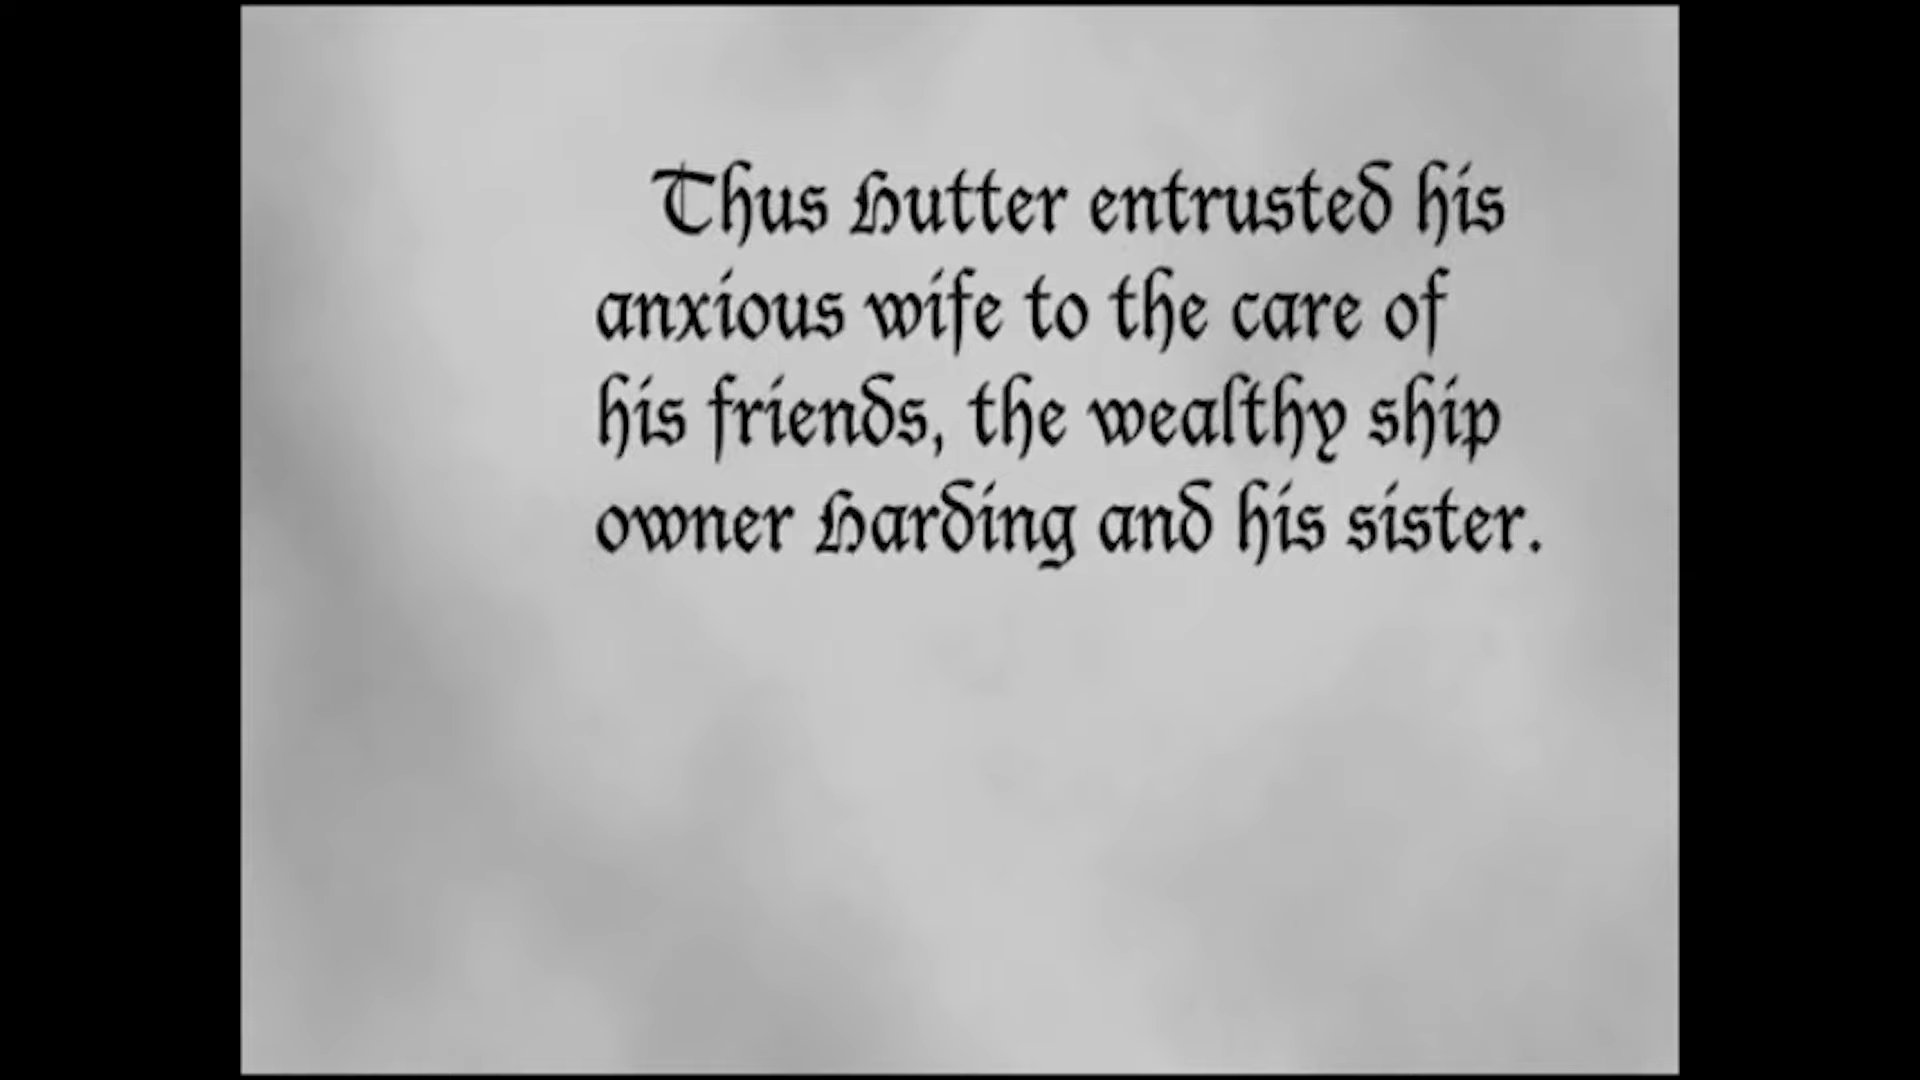 Thus Hutter entrusted his
anxious wife to the care of
his friends, the wealthy ship
owner Harding and his sister.